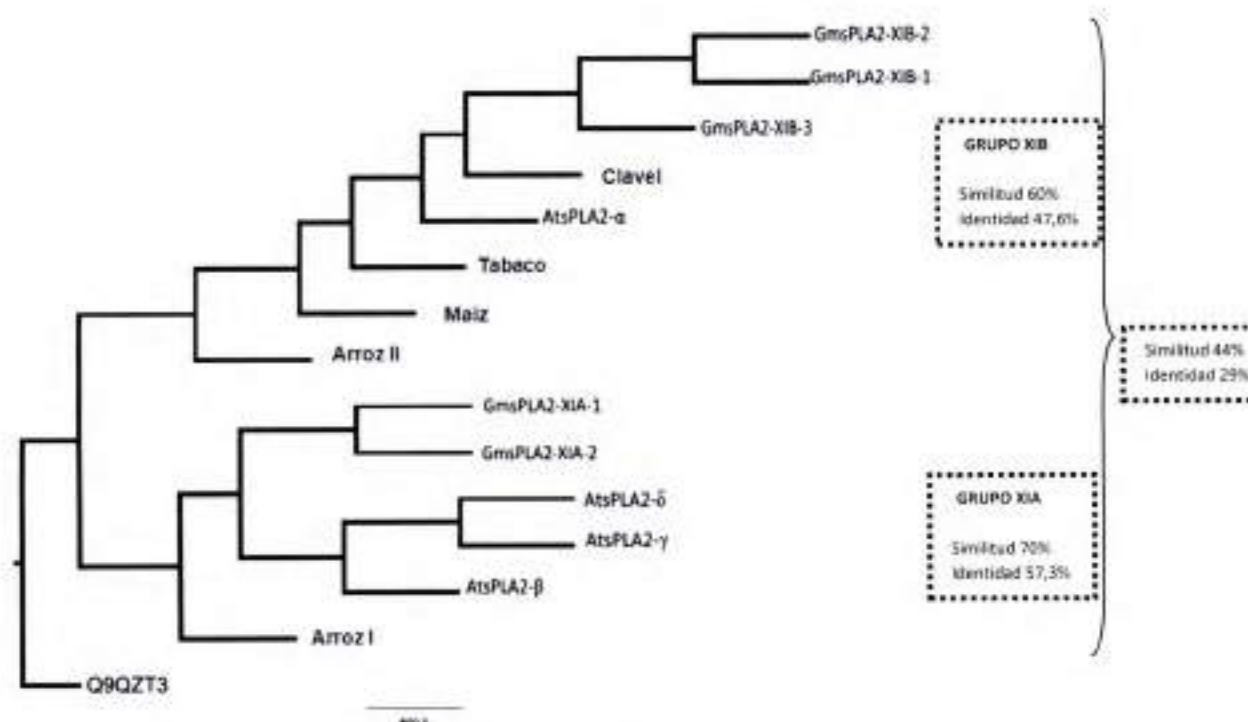 GmsPLA2-XIB-2
GmsPLA2-XIB-1
GmsPLA2-XIB-3
Clavel
AtsPLA2-α
Tabaco
Maiz
Arroz II
GmsPLA2-XIA-1
GmsPLA2-XIA-2
AtsPLA2-δ
AtsPLA2-γ
AtsPLA2-β
Arroz I
Q9QZT3
GRUPO XIB
Similitud 60%
Identidad 47,6%
Similitud 44%
Identidad 29%
GRUPO XIA
Similitud 70%
Identidad 57,3%